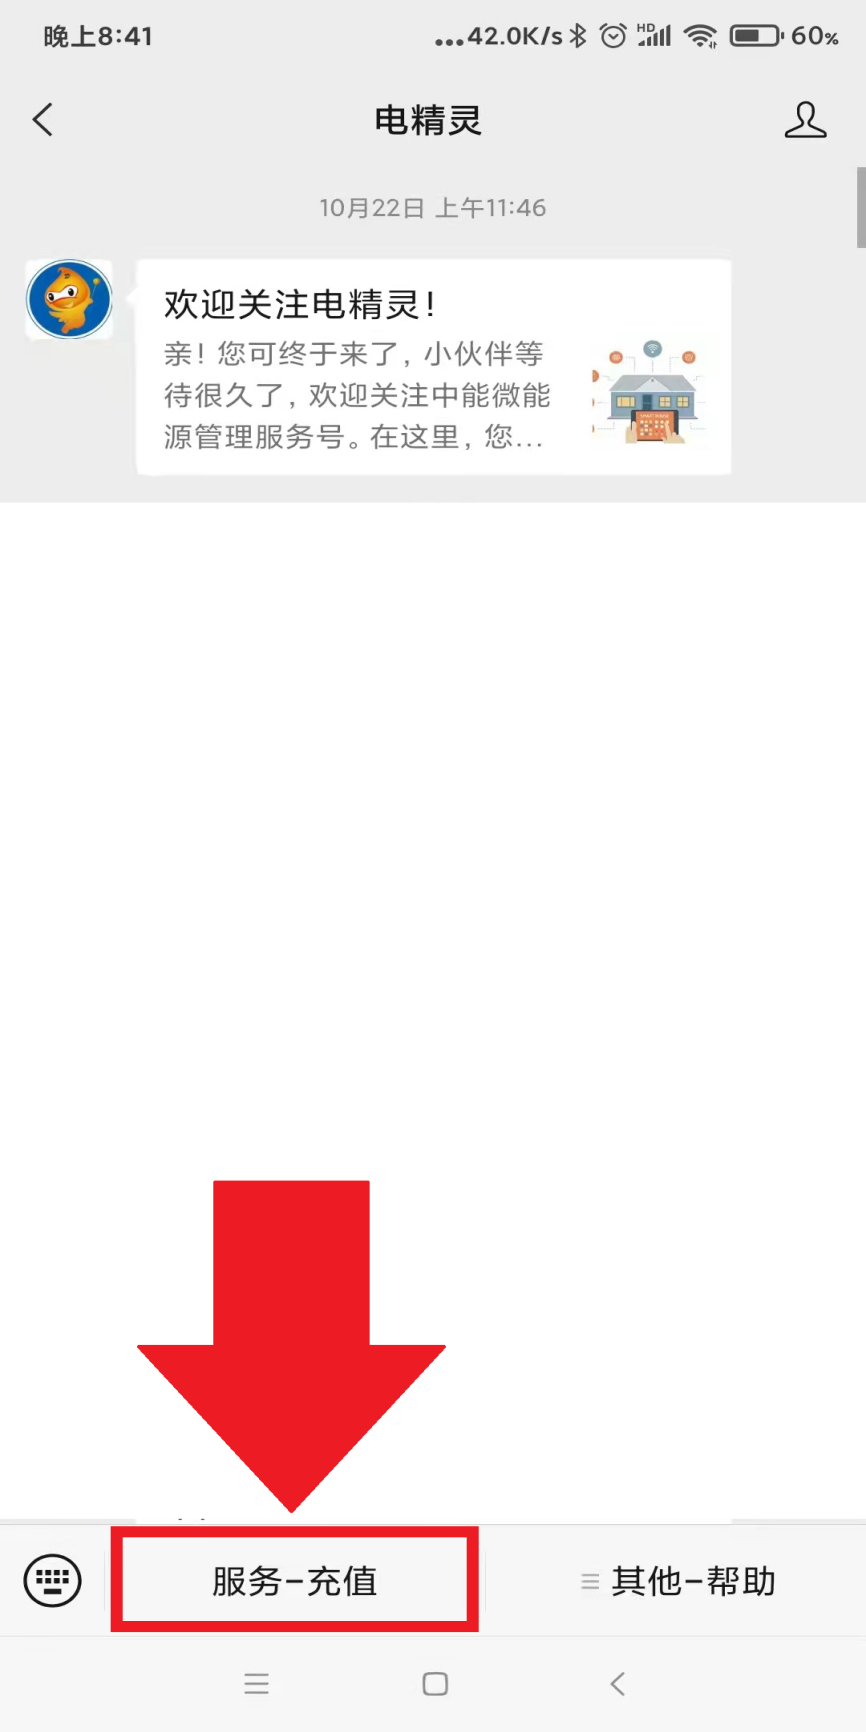 晚上8:41
...42.0K/s HD 60%
电精灵
10月22日 上午11:46
欢迎关注电精灵!
亲! 您可终于来了, 小伙伴等
待很久了, 欢迎关注中能微能
源管理服务号。在这里, 您...
服务-充值
其他-帮助